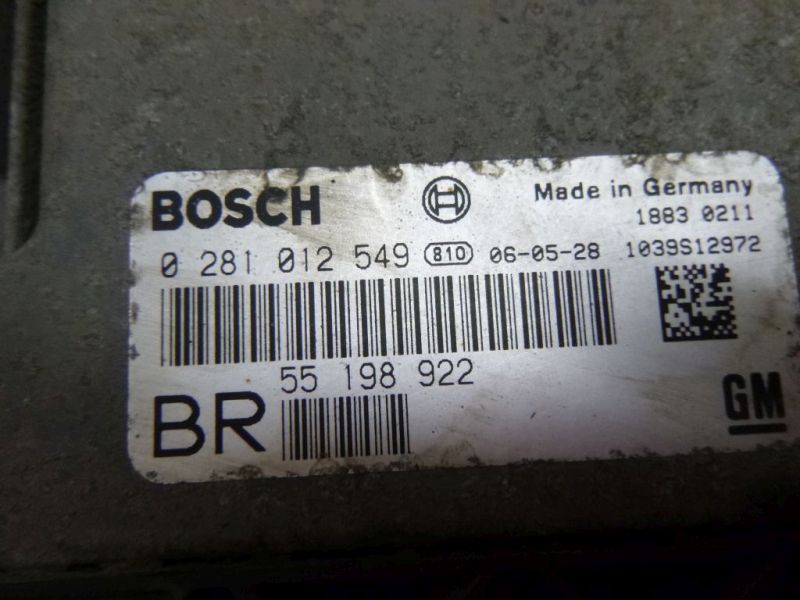 BOSCH
Made in Germany
1883 0211
0 281 012 549 810 06-05-28 1039S12972
55 198 922
BR
GM